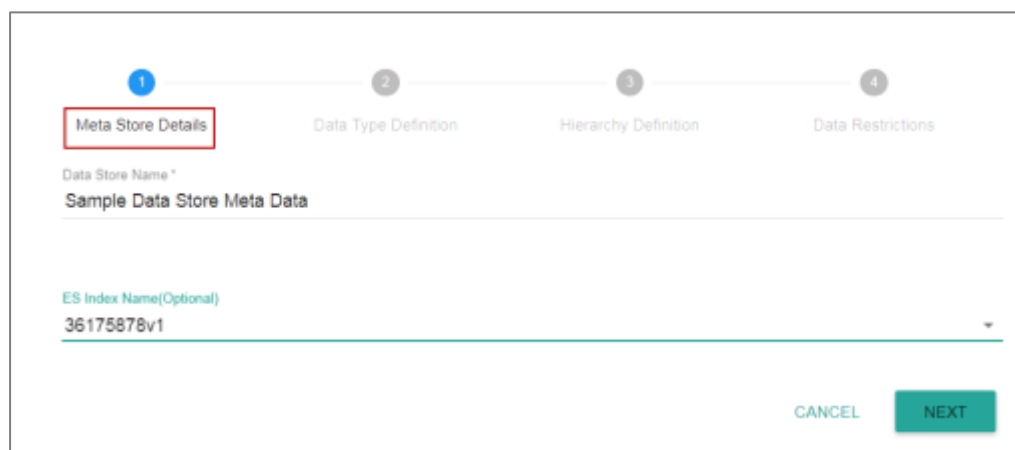 1 2 3 4
Meta Store Details Data Type Definition Hierarchy Definition Data Restrictions
Data Store Name *
Sample Data Store Meta Data
ES Index Name(Optional)
36175878v1
CANCEL NEXT